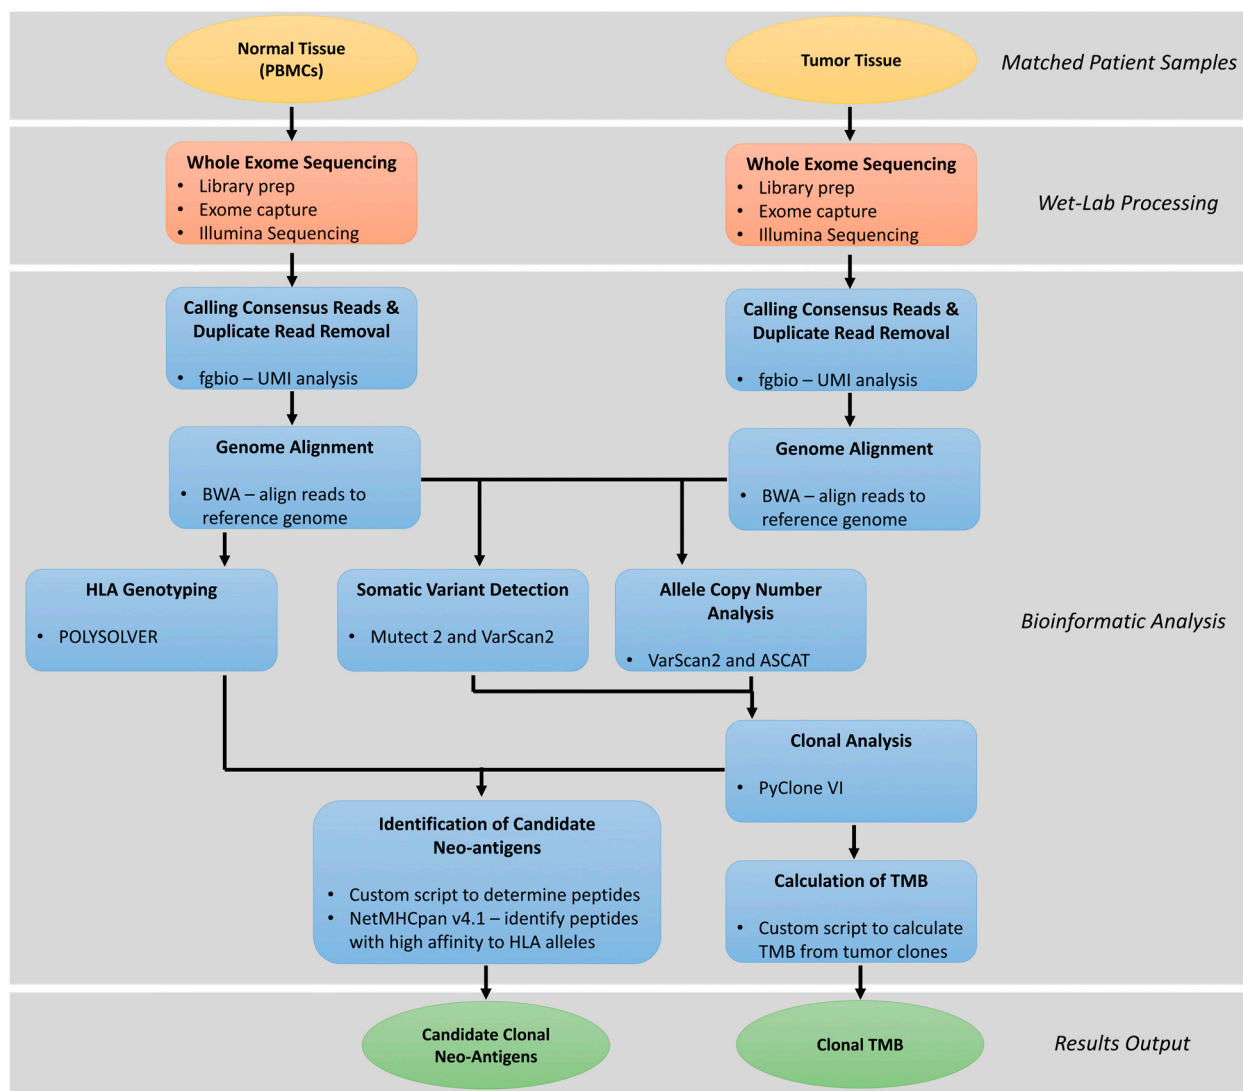 Normal Tissue
(PBMCs)
Tumor Tissue
Matched Patient Samples
Whole Exome Sequencing
• Library prep
• Exome capture
• Illumina Sequencing
Whole Exome Sequencing
• Library prep
• Exome capture
• Illumina Sequencing
Wet-Lab Processing
Calling Consensus Reads &
Duplicate Read Removal
• fgbio – UMI analysis
Calling Consensus Reads &
Duplicate Read Removal
• fgbio – UMI analysis
Genome Alignment
• BWA – align reads to
reference genome
Genome Alignment
• BWA – align reads to
reference genome
HLA Genotyping
• POLYSOLVER
Somatic Variant Detection
• Mutect 2 and VarScan2
Allele Copy Number
Analysis
• VarScan2 and ASCAT
Bioinformatic Analysis
Clonal Analysis
• PyClone VI
Identification of Candidate
Neo-antigens
• Custom script to determine peptides
• NetMHCpan v4.1 – identify peptides
with high affinity to HLA alleles
Calculation of TMB
• Custom script to calculate
TMB from tumor clones
Candidate Clonal
Neo-Antigens
Clonal TMB
Results Output